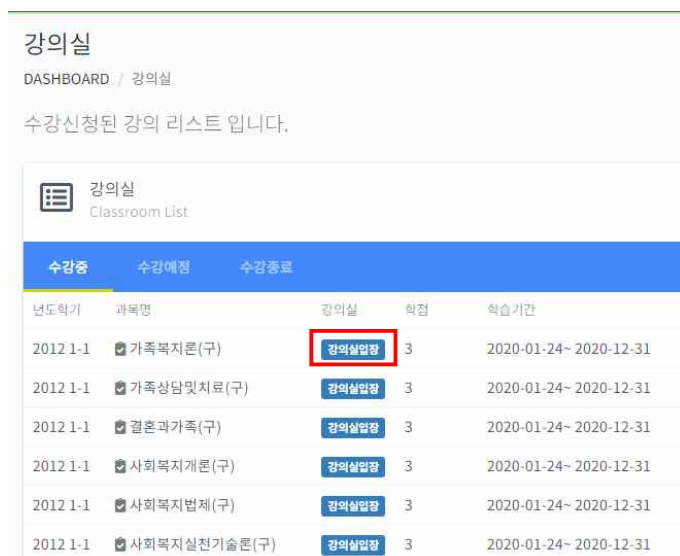 강의실
DASHBOARD / 강의실
수강신청된 강의 리스트 입니다.
강의실
Classroom List
수강중 수강예정 수강종료
년도학기 과목명 강의실 학점 학습기간
2012 1-1 가족복지론(구) 강의실입장 3 2020-01-24~ 2020-12-31
2012 1-1 가족상담및치료(구) 강의실입장 3 2020-01-24~ 2020-12-31
2012 1-1 결혼과가족(구) 강의실입장 3 2020-01-24~ 2020-12-31
2012 1-1 사회복지개론(구) 강의실입장 3 2020-01-24~ 2020-12-31
2012 1-1 사회복지법제(구) 강의실입장 3 2020-01-24~ 2020-12-31
2012 1-1 사회복지실천기술론(구) 강의실입장 3 2020-01-24~ 2020-12-31